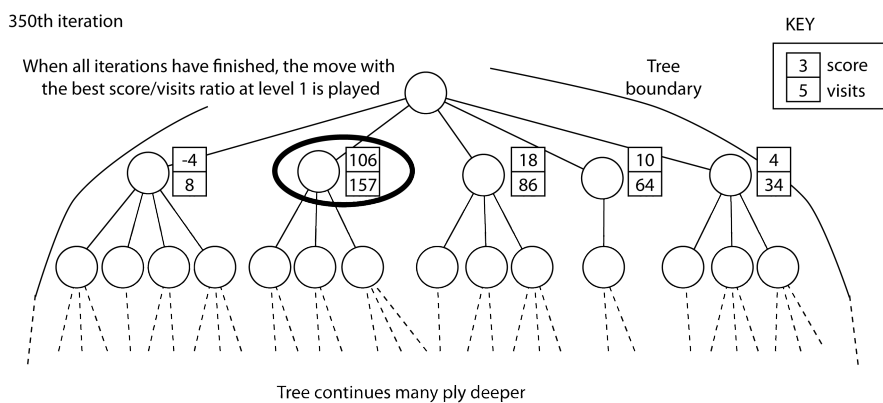 350th iteration
KEY
When all iterations have finished, the move with
the best score/visits ratio at level 1 is played
Tree
boundary
3 score
5 visits
-4
8
106
157
18
86
10
64
4
34
Tree continues many ply deeper